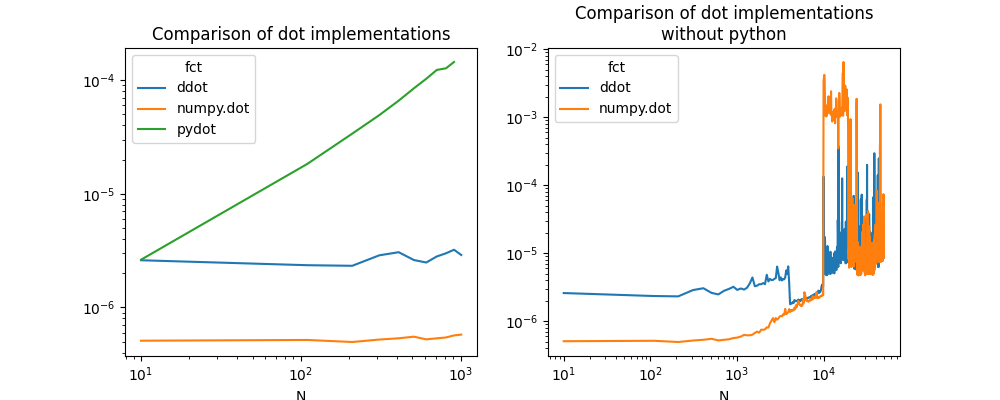 Comparison of dot implementations
fct
ddot
numpy.dot
pydot
10⁻⁴
10⁻⁵
10⁻⁶
10¹
10²
10³
N
Comparison of dot implementations
without python
fct
ddot
numpy.dot
10⁻²
10⁻³
10⁻⁴
10⁻⁵
10⁻⁶
10¹
10²
10³
10⁴
N